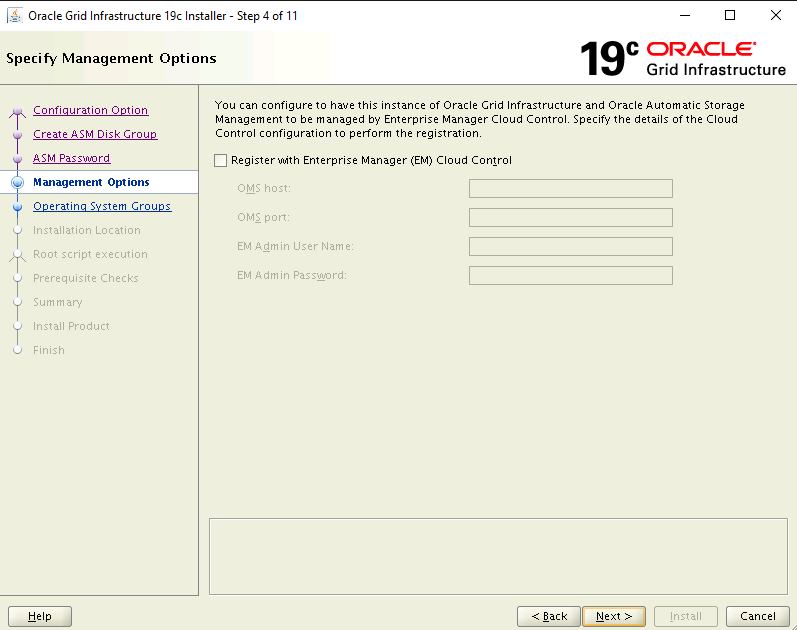 Oracle Grid Infrastructure 19c Installer - Step 4 of 11
Specify Management Options
19c ORACLE
Grid Infrastructure
Configuration Option
Create ASM Disk Group
ASM Password
Management Options
Operating System Groups
Installation Location
Root script execution
Prerequisite Checks
Summary
Install Product
Finish
You can configure to have this instance of Oracle Grid Infrastructure and Oracle Automatic Storage
Management to be managed by Enterprise Manager Cloud Control. Specify the details of the Cloud
Control configuration to perform the registration.
Register with Enterprise Manager (EM) Cloud Control
OMS host:
OMS port:
EM Admin User Name:
EM Admin Password:
Help
< Back
Next >
Install
Cancel